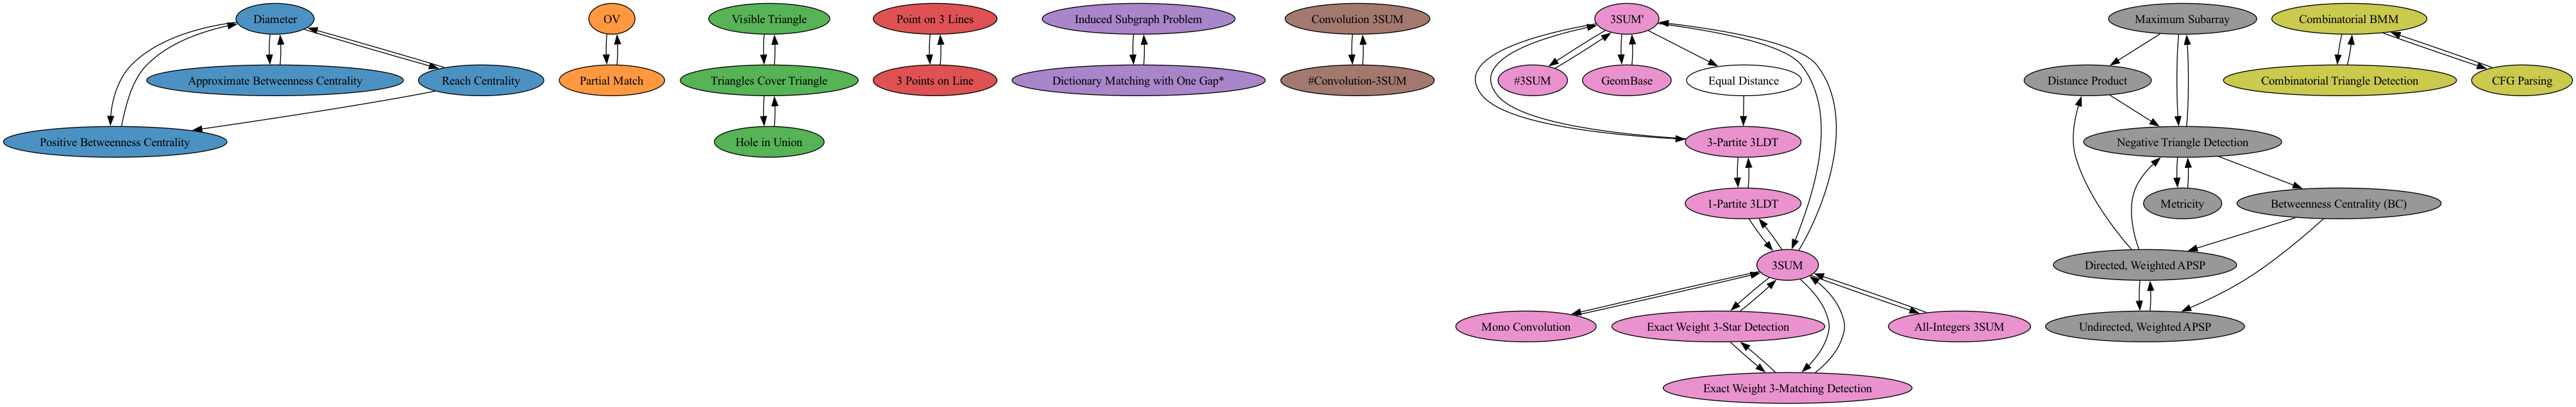 Diameter
OV
Visible Triangle
Point on 3 Lines
Induced Subgraph Problem
Convolution 3SUM
3SUM'
Maximum Subarray
Combinatorial BMM
Approximate Betweenness Centrality
Reach Centrality
Partial Match
Triangles Cover Triangle
3 Points on Line
Dictionary Matching with One Gap*
#Convolution-3SUM
#3SUM
GeomBase
Equal Distance
Distance Product
Combinatorial Triangle Detection
CFG Parsing
Positive Betweenness Centrality
Hole in Union
3-Partite 3LDT
Negative Triangle Detection
1-Partite 3LDT
Metricity
Betweenness Centrality (BC)
3SUM
Directed, Weighted APSP
Mono Convolution
Exact Weight 3-Star Detection
All-Integers 3SUM
Undirected, Weighted APSP
Exact Weight 3-Matching Detection